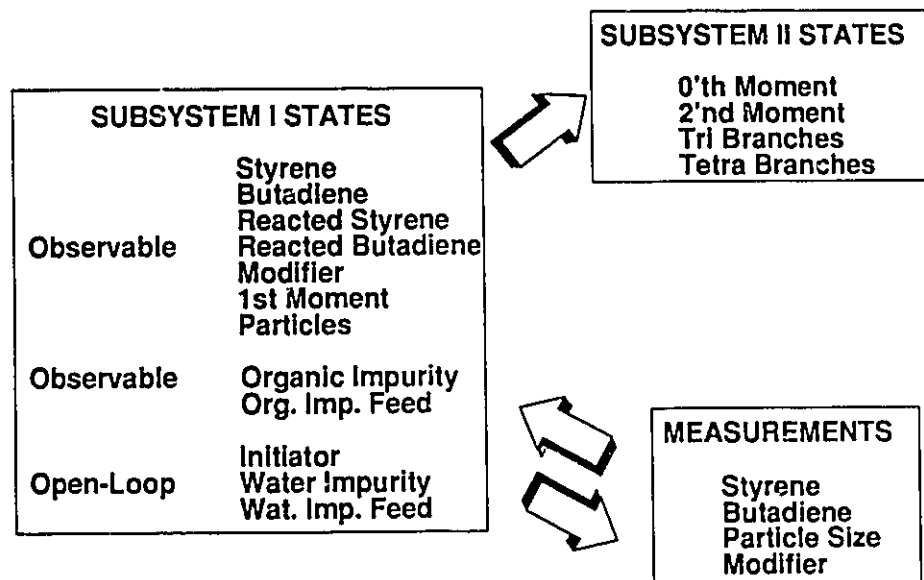 SUBSYSTEM I STATES
Styrene
Butadiene
Reacted Styrene
Observable Reacted Butadiene
Modifier
1st Moment
Particles
Observable Organic Impurity
Org. Imp. Feed
Initiator
Open-Loop Water Impurity
Wat. Imp. Feed
SUBSYSTEM II STATES
0'th Moment
2'nd Moment
Tri Branches
Tetra Branches
MEASUREMENTS
Styrene
Butadiene
Particle Size
Modifier